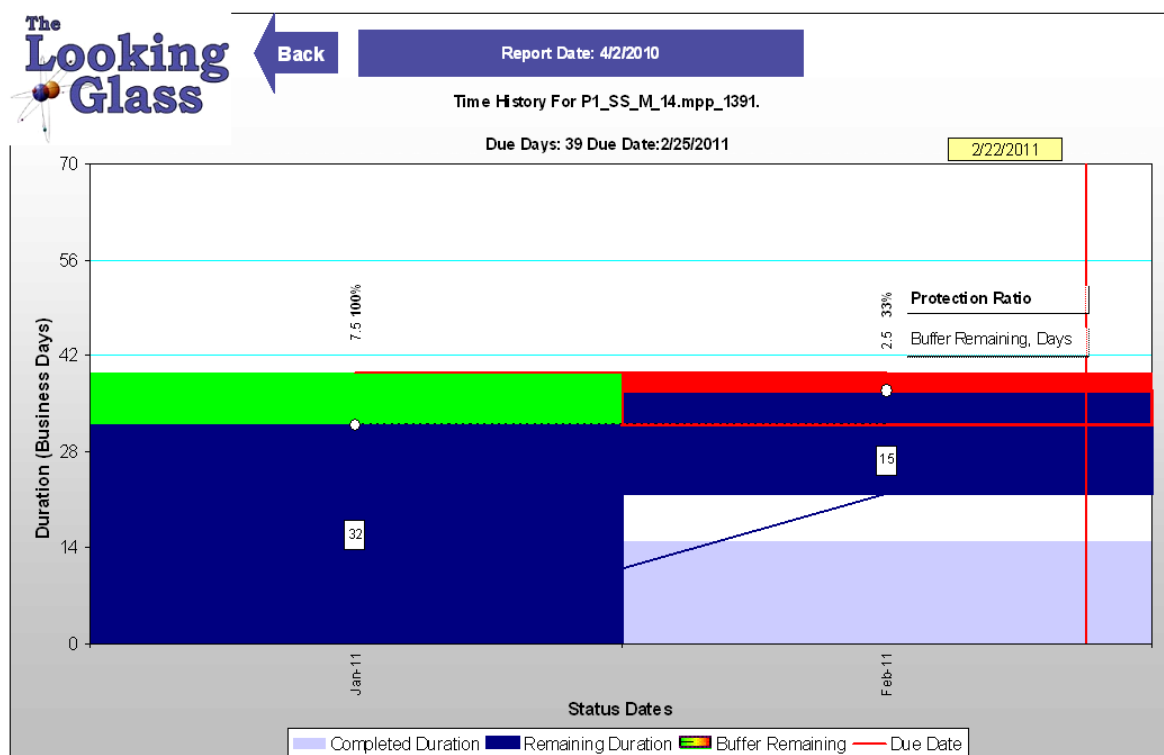 The
Looking
Glass
Back
Report Date: 4/2/2010
Time History For P1_SS_M_14.mpp_1391.
Due Days: 39 Due Date:2/25/2011
2/22/2011
70
56
42
28
14
0
Duration (Business Days)
7.5 100%
2.5 33%
Protection Ratio
Buffer Remaining, Days
32
15
Jan-11
Feb-11
Status Dates
Completed Duration
Remaining Duration
Buffer Remaining
Due Date